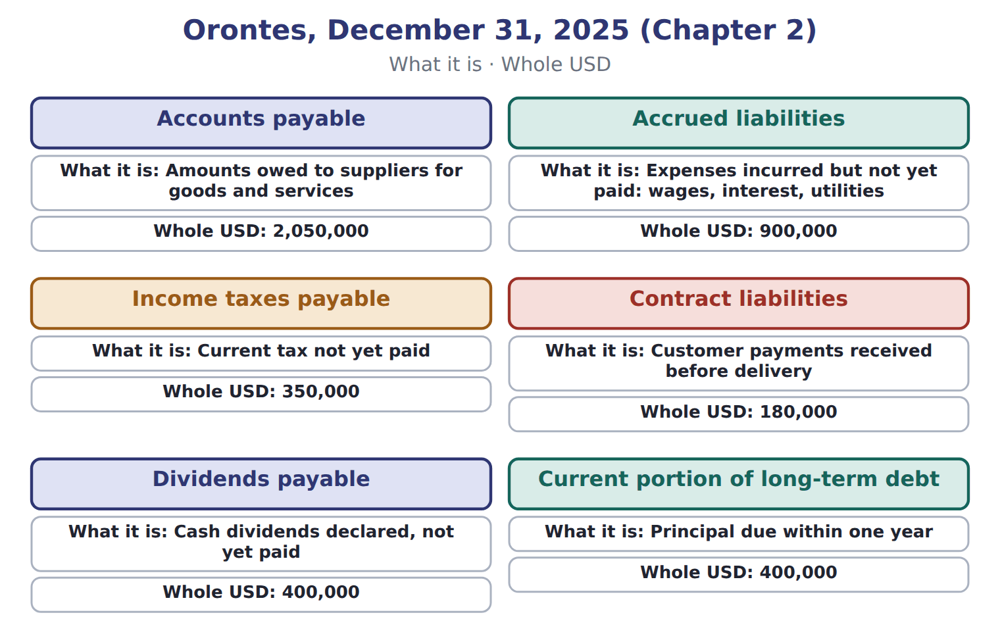 Orontes, December 31, 2025 (Chapter 2)
What it is · Whole USD
Accounts payable
What it is: Amounts owed to suppliers for
goods and services
Whole USD: 2,050,000
Accrued liabilities
What it is: Expenses incurred but not yet
paid: wages, interest, utilities
Whole USD: 900,000
Income taxes payable
What it is: Current tax not yet paid
Whole USD: 350,000
Contract liabilities
What it is: Customer payments received
before delivery
Whole USD: 180,000
Dividends payable
What it is: Cash dividends declared, not
yet paid
Whole USD: 400,000
Current portion of long-term debt
What it is: Principal due within one year
Whole USD: 400,000